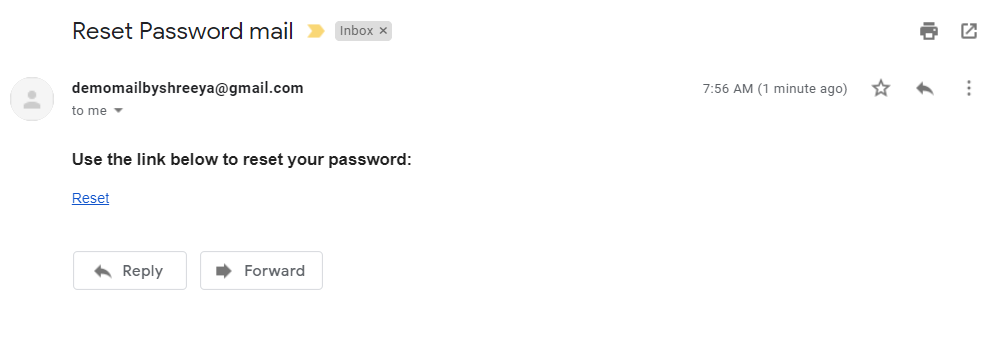 Reset Password mail Inbox ×
demomailbyshreeya@gmail.com 7:56 AM (1 minute ago)
to me
Use the link below to reset your password:
Reset
Reply Forward